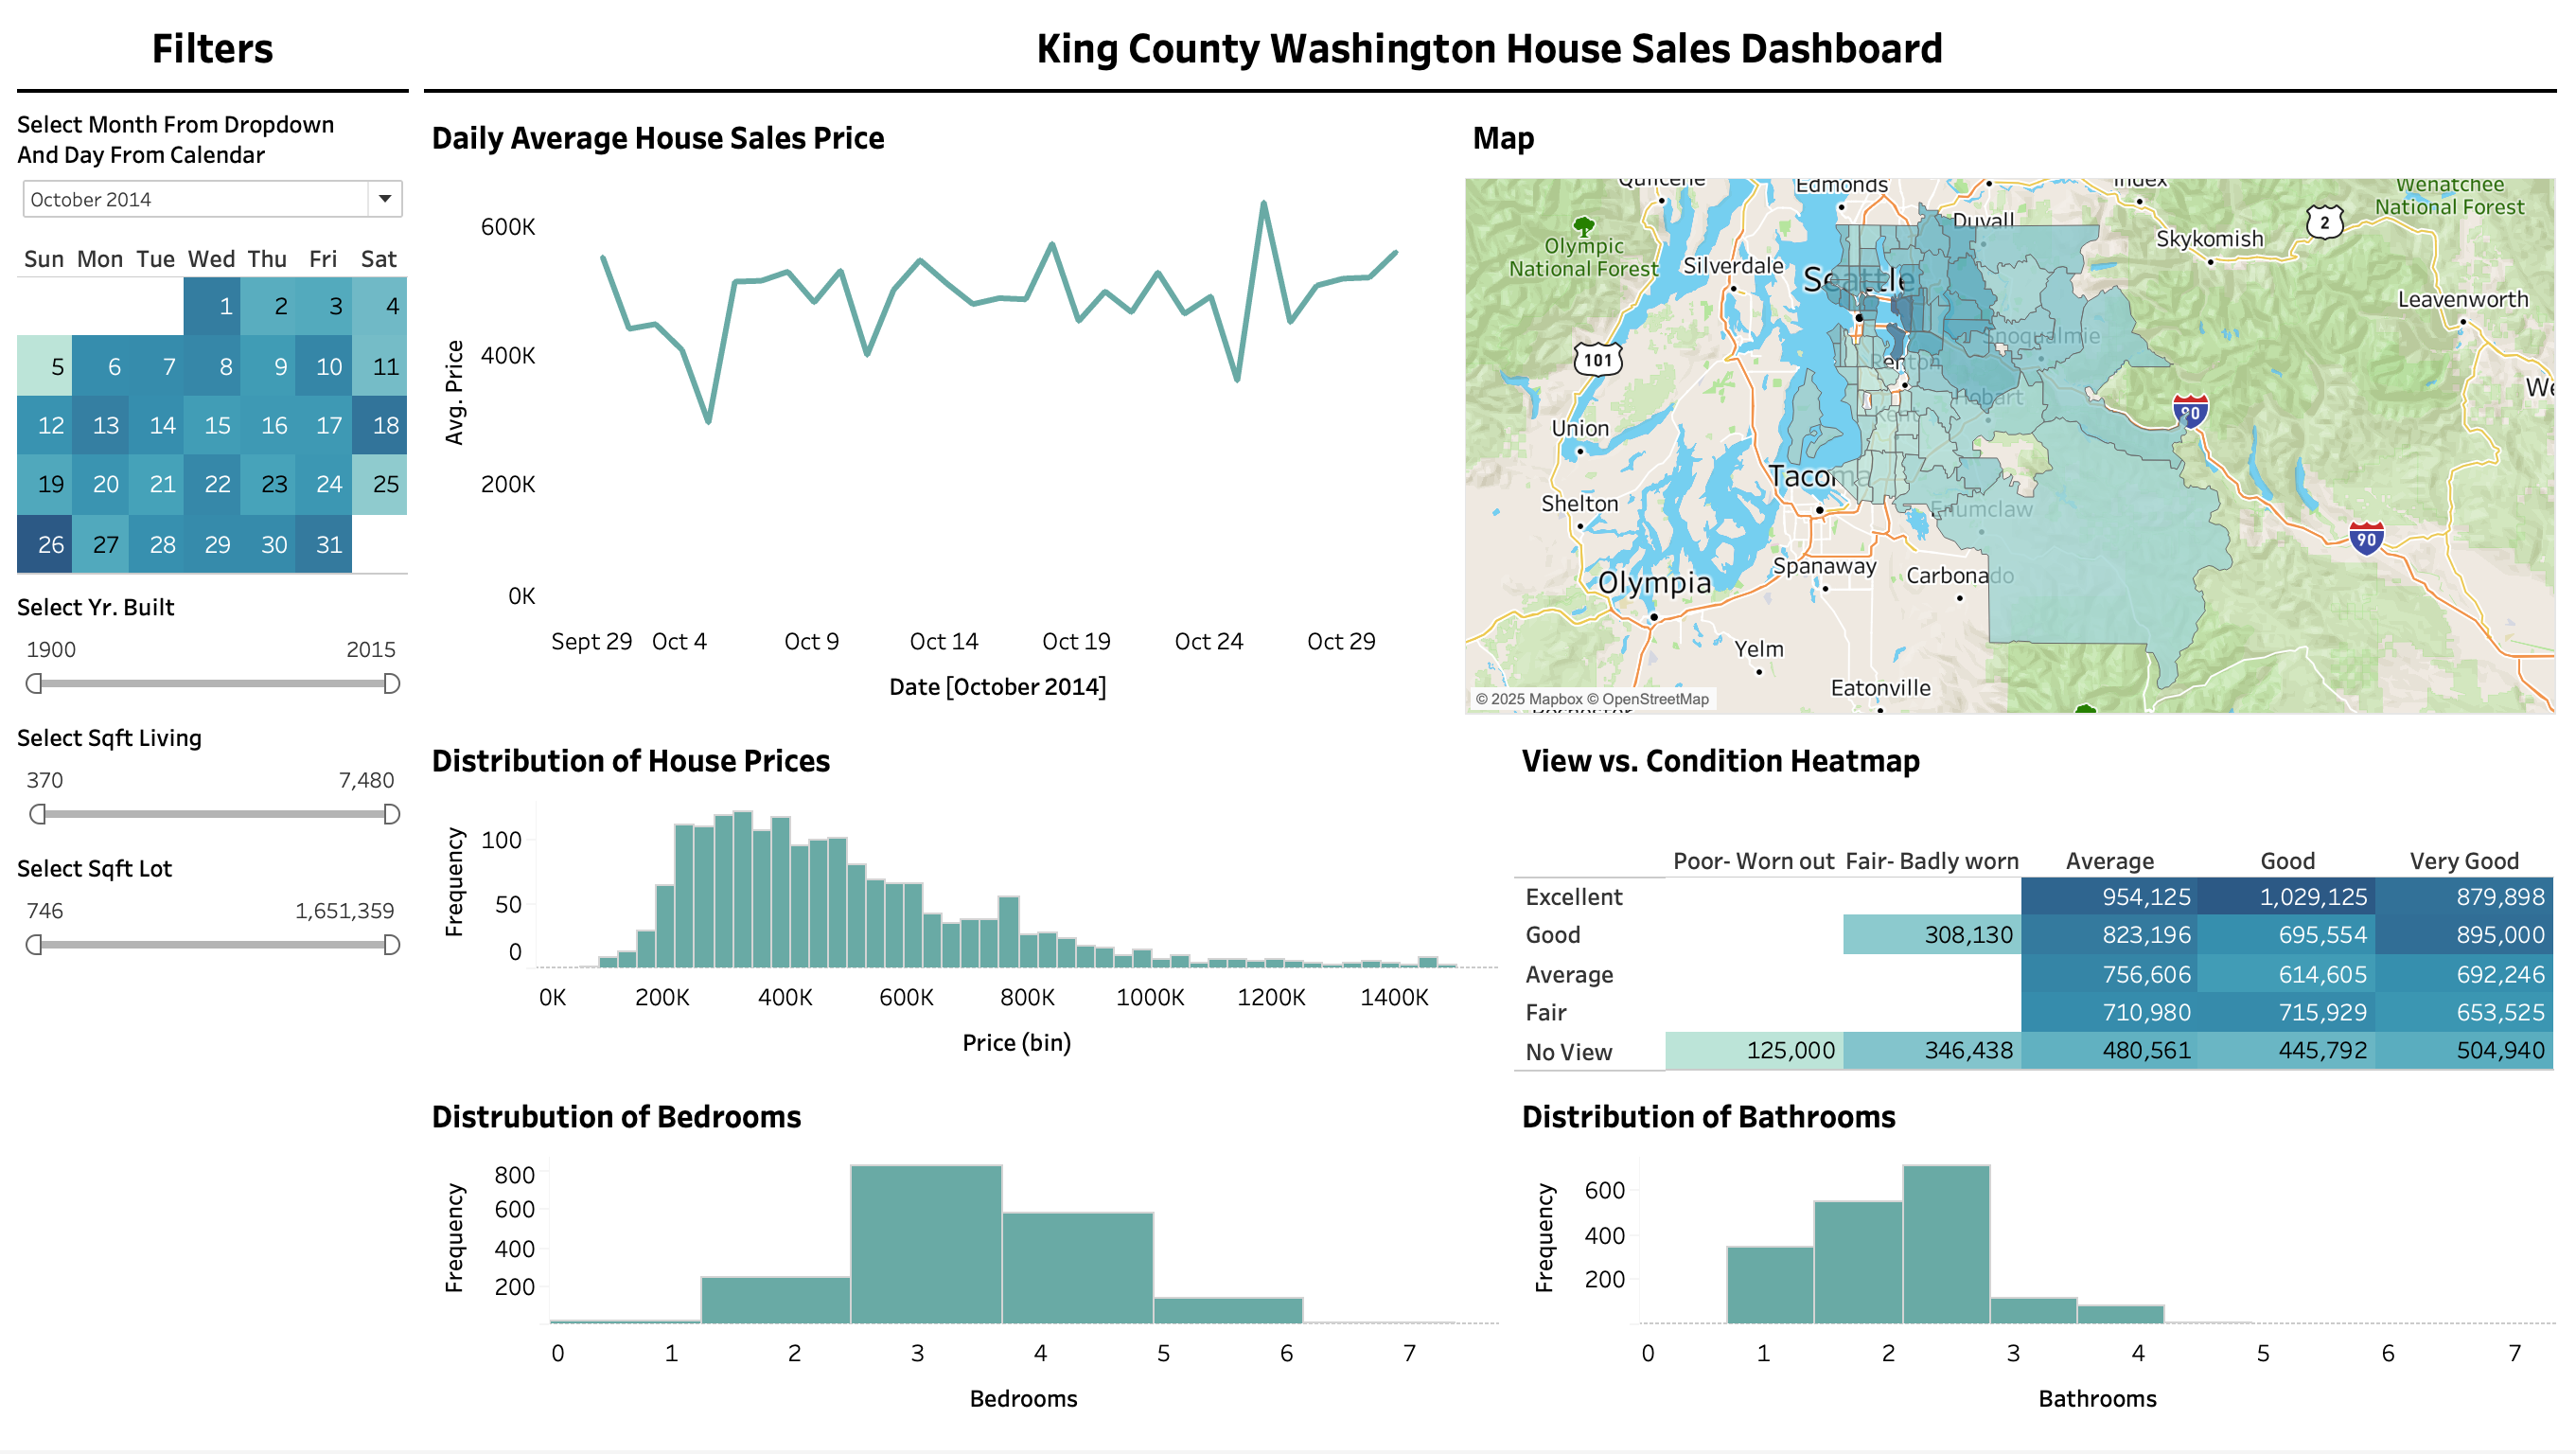 Filters
King County Washington House Sales Dashboard
Select Month From Dropdown
And Day From Calendar
October 2014
Sun Mon Tue Wed Thu Fri Sat
1 2 3 4
5 6 7 8 9 10 11
12 13 14 15 16 17 18
19 20 21 22 23 24 25
26 27 28 29 30 31
Select Yr. Built
1900 2015
Select Sqft Living
370 7,480
Select Sqft Lot
746 1,651,359
Daily Average House Sales Price
Avg. Price
600K
400K
200K
0K
Sept 29 Oct 4 Oct 9 Oct 14 Oct 19 Oct 24 Oct 29
Date [October 2014]
Map
Edmonds
Wenatchee
National Forest
Duvall
2
Olympic
National Forest
Skykomish
Silverdale
Seattle
Leavenworth
Snoqualmie
101
Renton
Hobart
90
Kent
Union
Tacoma
Shelton
Enumclaw
90
Spanaway
Carbonado
Olympia
Yelm
Eatonville
© 2025 Mapbox © OpenStreetMap
Distribution of House Prices
Frequency
100
50
0
0K 200K 400K 600K 800K 1000K 1200K 1400K
Price (bin)
View vs. Condition Heatmap
Poor- Worn out Fair- Badly worn Average Good Very Good
Excellent 954,125 1,029,125 879,898
Good 308,130 823,196 695,554 895,000
Average 756,606 614,605 692,246
Fair 710,980 715,929 653,525
No View 125,000 346,438 480,561 445,792 504,940
Distrubution of Bedrooms
Frequency
800
600
400
200
0 1 2 3 4 5 6 7
Bedrooms
Distribution of Bathrooms
Frequency
600
400
200
0 1 2 3 4 5 6 7
Bathrooms